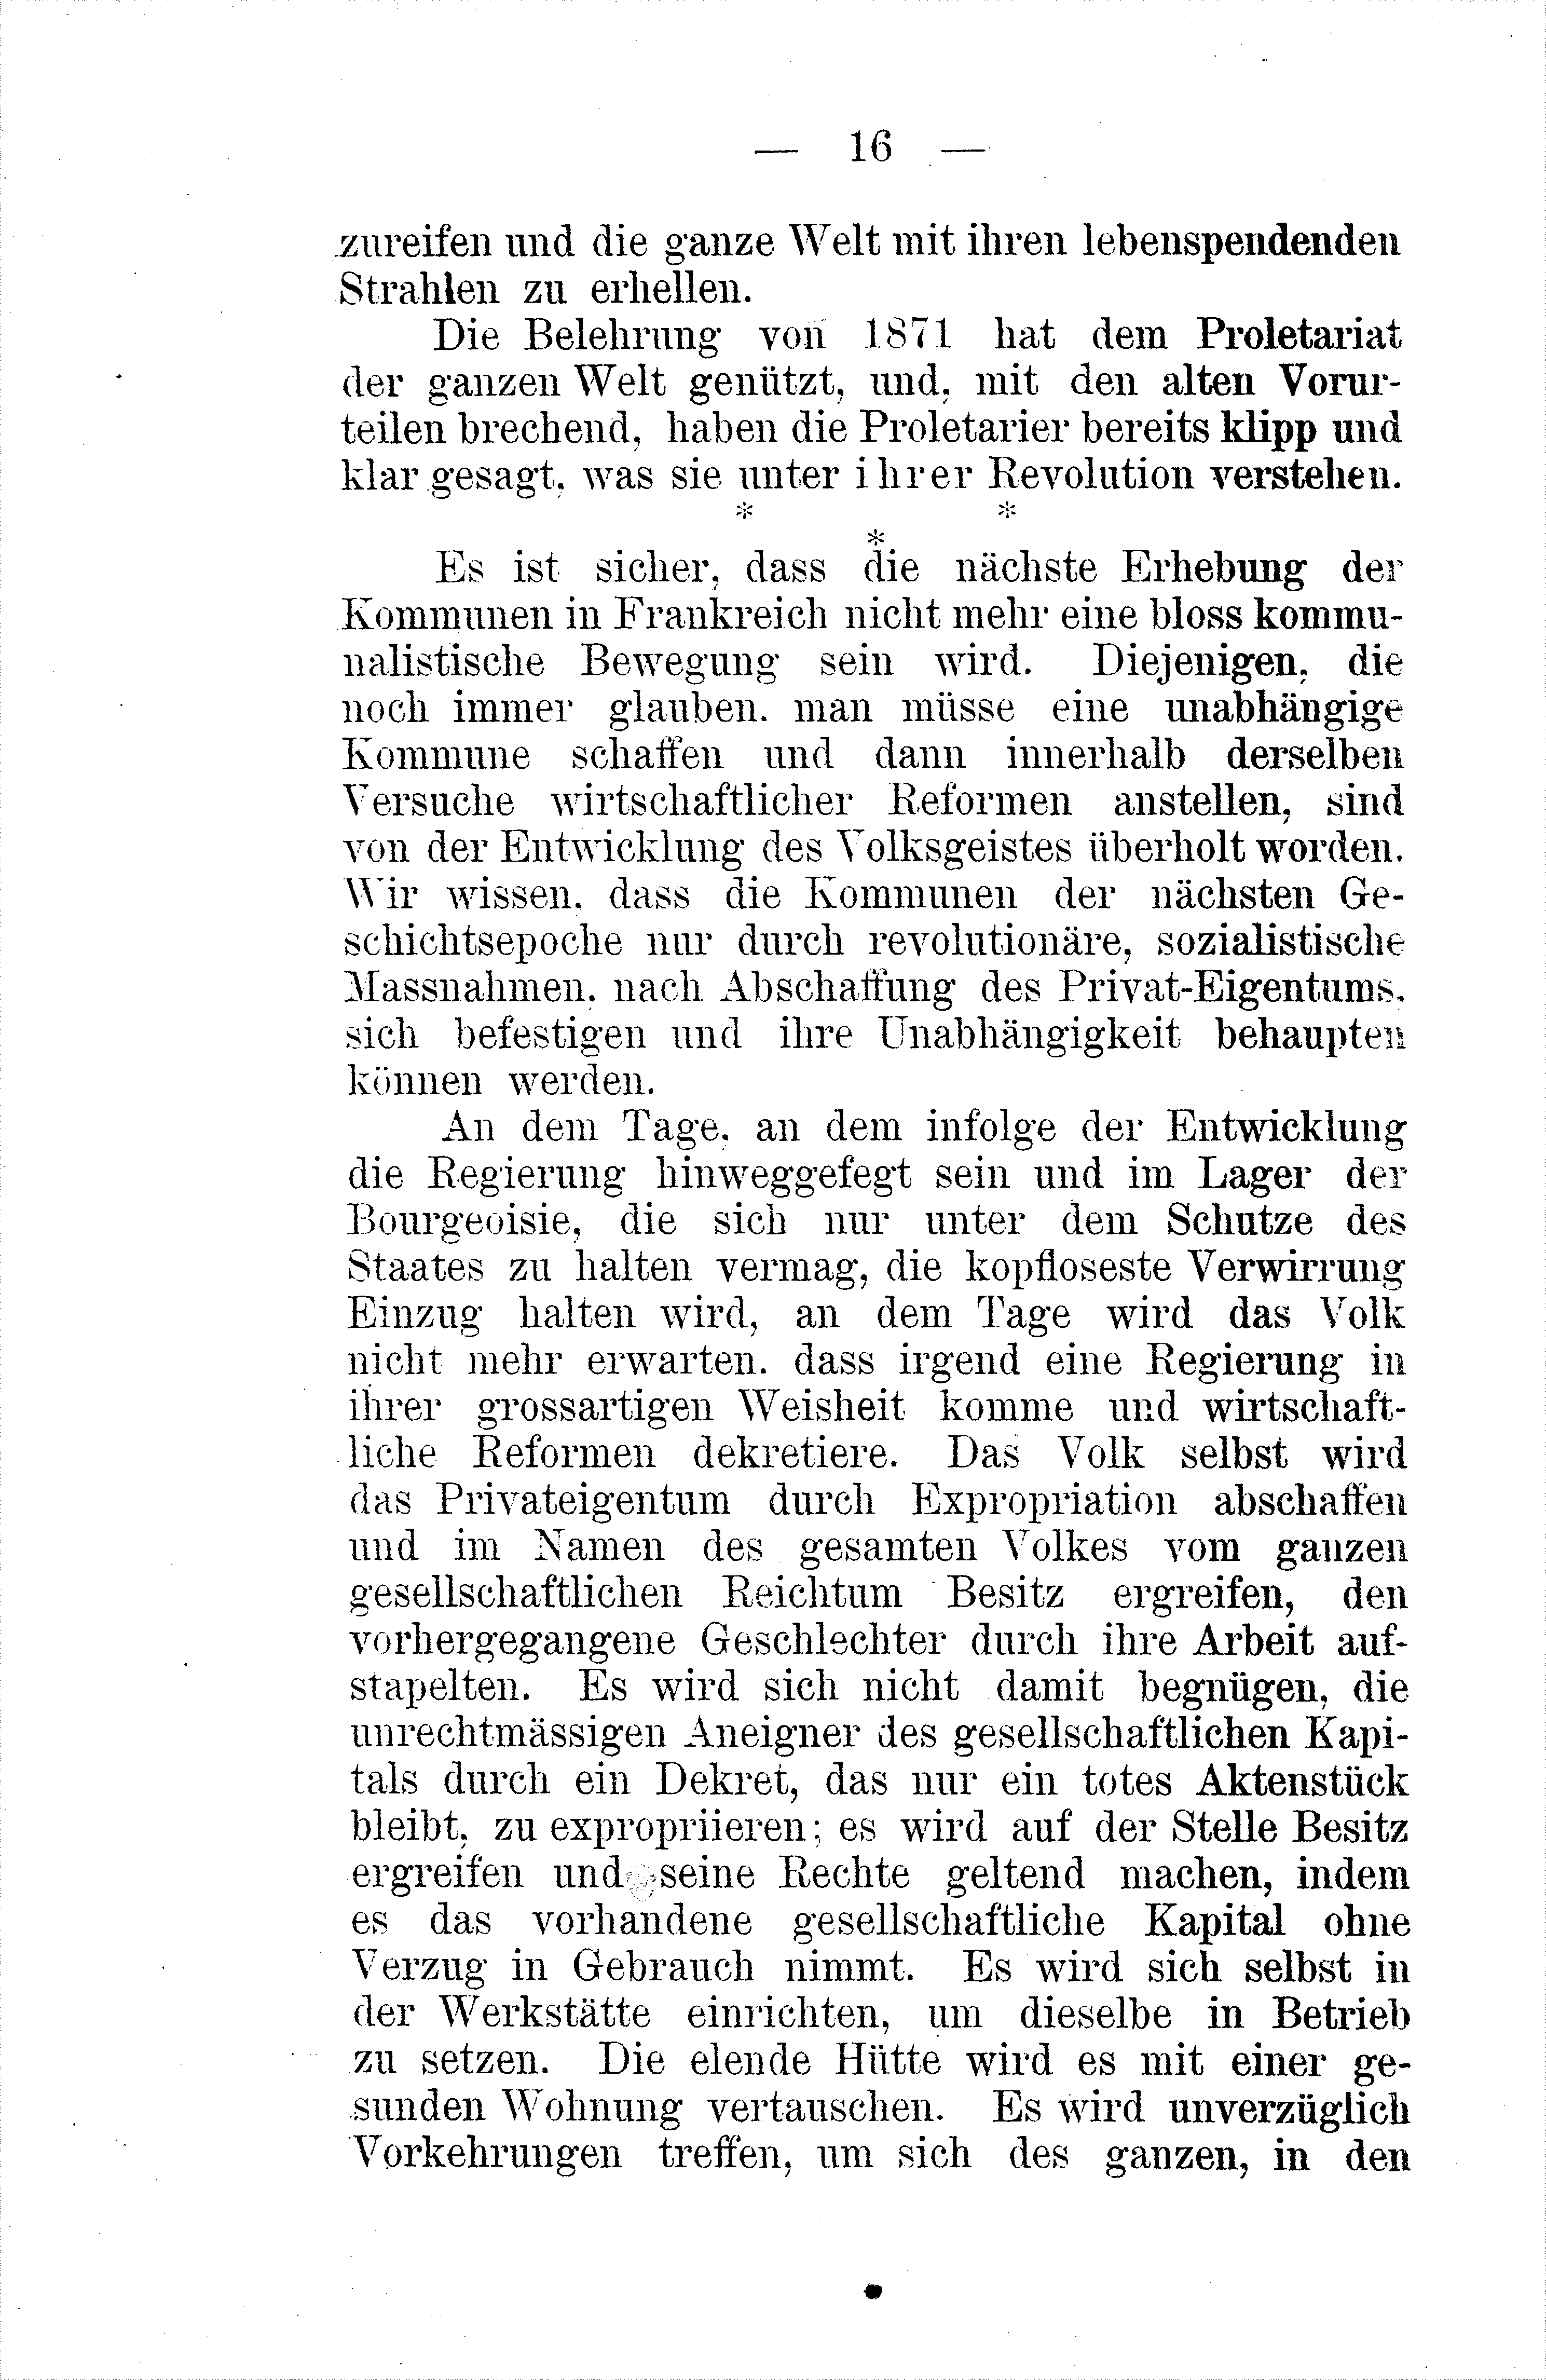 — 16 —
zureifen und die ganze Welt mit ihren lebenspendenden
Strahlen zu erhellen.
Die Belehrung von 1871 hat dem Proletariat
der ganzen Welt genützt, und, mit den alten Vorur-
teilen brechend, haben die Proletarier bereits klipp und
klar gesagt, was sie unter ihrer Revolution verstehen.
* *
*
Es ist sicher, dass die nächste Erhebung der
Kommunen in Frankreich nicht mehr eine bloss kommu-
nalistische Bewegung sein wird. Diejenigen, die
noch immer glauben. man müsse eine unabhängige
Kommune schaffen und dann innerhalb derselben
Versuche wirtschaftlicher Reformen anstellen, sind
von der Entwicklung des Volksgeistes überholt worden.
Wir wissen. dass die Kommunen der nächsten Ge-
schichtsepoche nur durch revolutionäre, sozialistische
Massnahmen. nach Abschaffung des Privat-Eigentums.
sich befestigen und ihre Unabhängigkeit behaupten
können werden.
An dem Tage. an dem infolge der Entwicklung
die Regierung hinweggefegt sein und im Lager der
Bourgeoisie, die sich nur unter dem Schutze des
Staates zu halten vermag, die kopfloseste Verwirrung
Einzug halten wird, an dem Tage wird das Volk
nicht mehr erwarten. dass irgend eine Regierung in
ihrer grossartigen Weisheit komme und wirtschaft-
liche Reformen dekretiere. Das Volk selbst wird
das Privateigentum durch Expropriation abschaffen
und im Namen des gesamten Volkes vom ganzen
gesellschaftlichen Reichtum Besitz ergreifen, den
vorhergegangene Geschlechter durch ihre Arbeit auf-
stapelten. Es wird sich nicht damit begnügen, die
unrechtmässigen Aneigner des gesellschaftlichen Kapi-
tals durch ein Dekret, das nur ein totes Aktenstück
bleibt, zu expropriieren; es wird auf der Stelle Besitz
ergreifen und seine Rechte geltend machen, indem
es das vorhandene gesellschaftliche Kapital ohne
Verzug in Gebrauch nimmt. Es wird sich selbst in
der Werkstätte einrichten, um dieselbe in Betrieb
zu setzen. Die elende Hütte wird es mit einer ge-
sunden Wohnung vertauschen. Es wird unverzüglich
Vorkehrungen treffen, um sich des ganzen, in den